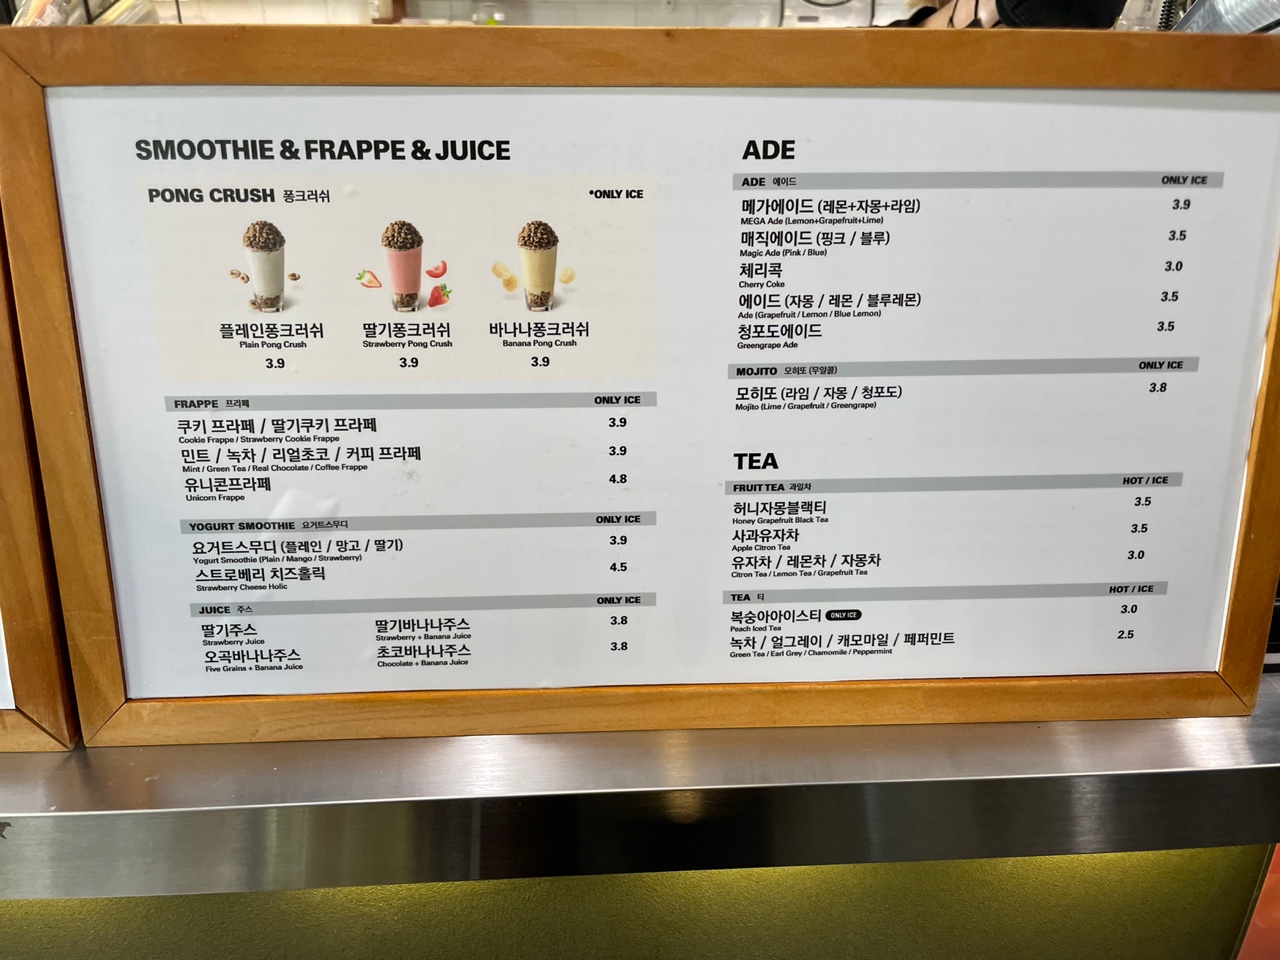 SMOOTHIE & FRAPPE & JUICE
PONG CRUSH 퐁크러쉬 *ONLY ICE
플레인퐁크러쉬 딸기퐁크러쉬 바나나퐁크러쉬
Plain Pong Crush Strawberry Pong Crush Banana Pong Crush
3.9 3.9 3.9
FRAPPE 프라페 ONLY ICE
쿠키 프라페 / 딸기쿠키 프라페 3.9
Cookie Frappe / Strawberry Cookie Frappe
민트 / 녹차 / 리얼초코 / 커피 프라페 3.9
Mint / Green Tea / Real Chocolate / Coffee Frappe
유니콘프라페 4.8
Unicorn Frappe
YOGURT SMOOTHIE 요거트스무디 ONLY ICE
요거트스무디 (플레인 / 망고 / 딸기) 3.9
Yogurt Smoothie (Plain / Mango / Strawberry)
스트로베리 치즈홀릭 4.5
Strawberry Cheese Holic
JUICE 주스 ONLY ICE
딸기주스 딸기바나나주스 3.8
Strawberry Juice Strawberry + Banana Juice
오곡바나나주스 초코바나나주스 3.8
Five Grains + Banana Juice Chocolate + Banana Juice
ADE
ADE 에이드 ONLY ICE
메가에이드 (레몬+자몽+라임) 3.9
MEGA Ade (Lemon+Grapefruit+Lime)
매직에이드 (핑크 / 블루) 3.5
Magic Ade (Pink / Blue)
체리콕 3.0
Cherry Coke
에이드 (자몽 / 레몬 / 블루레몬) 3.5
Ade (Grapefruit / Lemon / Blue Lemon)
청포도에이드 3.5
Greengrape Ade
MOJITO 모히또 (무알콜) ONLY ICE
모히또 (라임 / 자몽 / 청포도) 3.8
Mojito (Lime / Grapefruit / Greengrape)
TEA
FRUIT TEA 과일차 HOT / ICE
허니자몽블랙티 3.5
Honey Grapefruit Black Tea
사과유자차 3.5
Apple Citron Tea
유자차 / 레몬차 / 자몽차 3.0
Citron Tea / Lemon Tea / Grapefruit Tea
TEA 티 HOT / ICE
복숭아아이스티 ONLY ICE 3.0
Peach Iced Tea
녹차 / 얼그레이 / 캐모마일 / 페퍼민트 2.5
Green Tea / Earl Grey / Chamomile / Peppermint